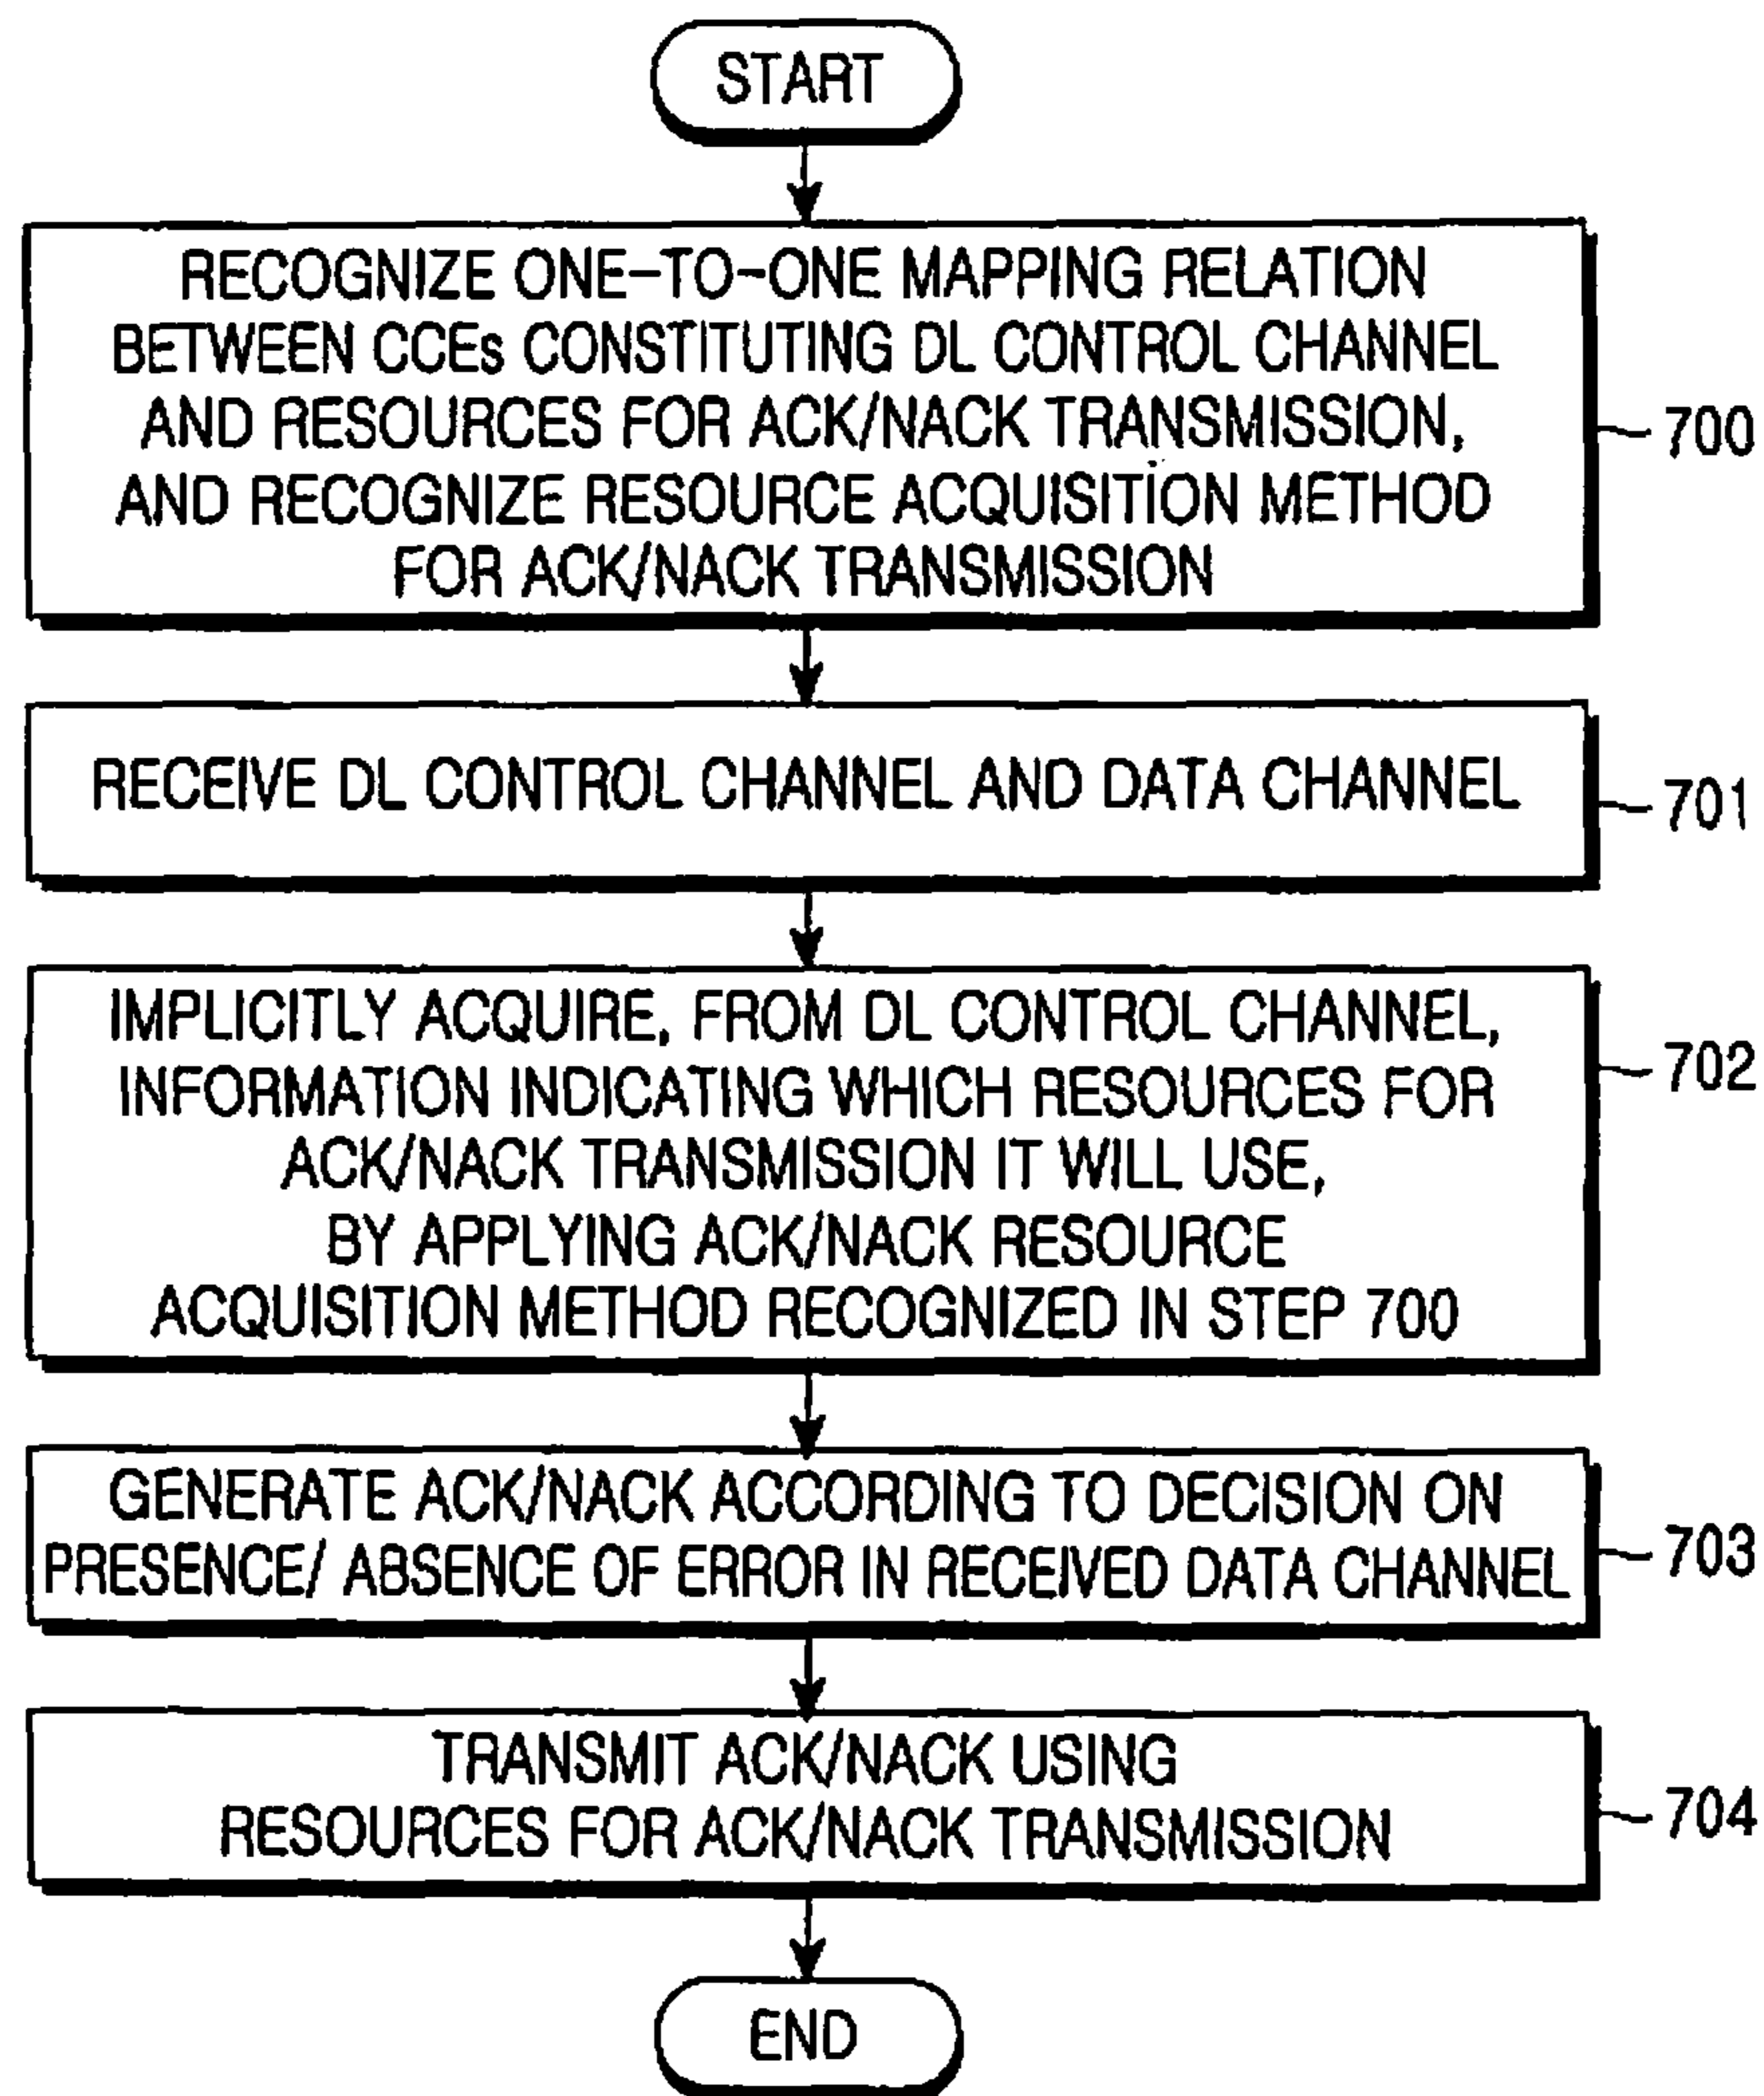 START
RECOGNIZE ONE-TO-ONE MAPPING RELATION
BETWEEN CCEs CONSTITUTING DL CONTROL CHANNEL
AND RESOURCES FOR ACK/NACK TRANSMISSION,
AND RECOGNIZE RESOURCE ACQUISITION METHOD
FOR ACK/NACK TRANSMISSION
700
RECEIVE DL CONTROL CHANNEL AND DATA CHANNEL
701
IMPLICITLY ACQUIRE, FROM DL CONTROL CHANNEL,
INFORMATION INDICATING WHICH RESOURCES FOR
ACK/NACK TRANSMISSION IT WILL USE,
BY APPLYING ACK/NACK RESOURCE
ACQUISITION METHOD RECOGNIZED IN STEP 700
702
GENERATE ACK/NACK ACCORDING TO DECISION ON
PRESENCE/ ABSENCE OF ERROR IN RECEIVED DATA CHANNEL
703
TRANSMIT ACK/NACK USING
RESOURCES FOR ACK/NACK TRANSMISSION
704
END